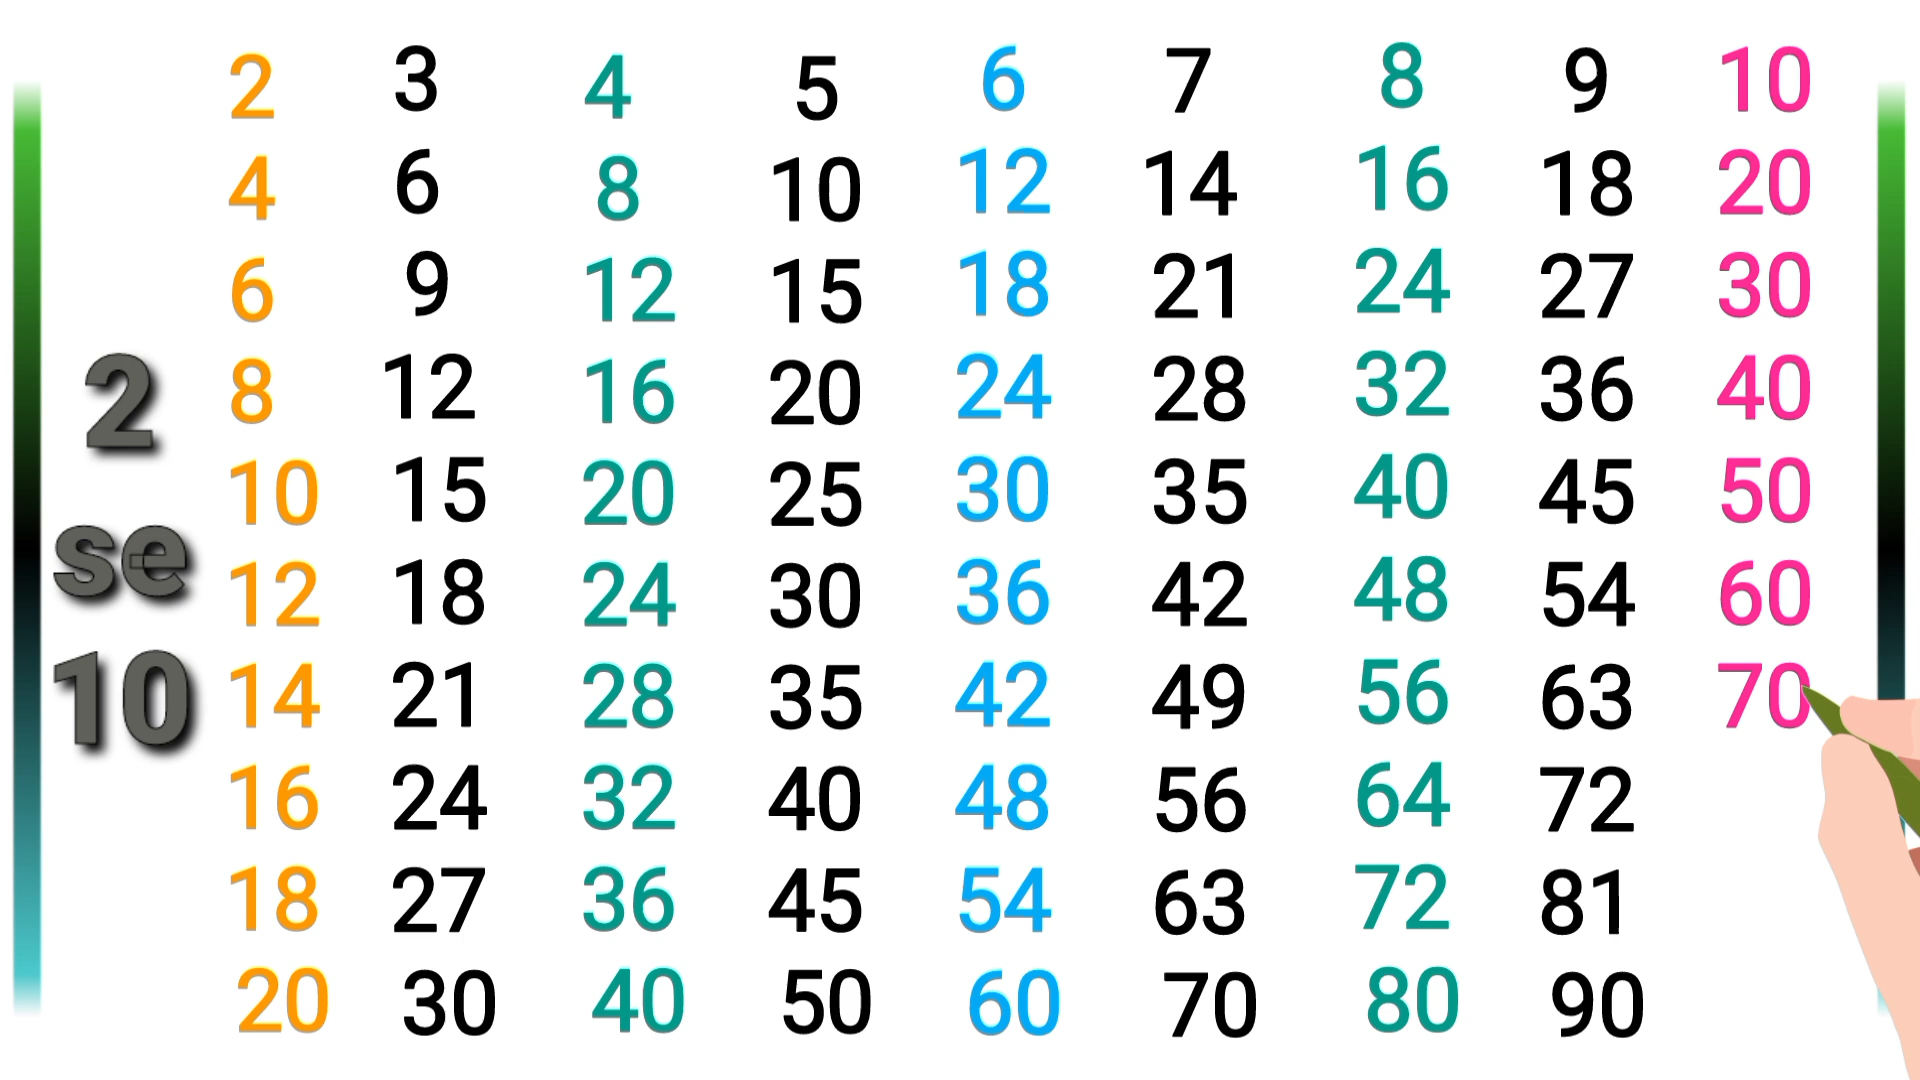 2 3 4 5 6 7 8 9 10
4 6 8 10 12 14 16 18 20
6 9 12 15 18 21 24 27 30
8 12 16 20 24 28 32 36 40
10 15 20 25 30 35 40 45 50
12 18 24 30 36 42 48 54 60
14 21 28 35 42 49 56 63 70
16 24 32 40 48 56 64 72
18 27 36 45 54 63 72 81
20 30 40 50 60 70 80 90
2
se
10